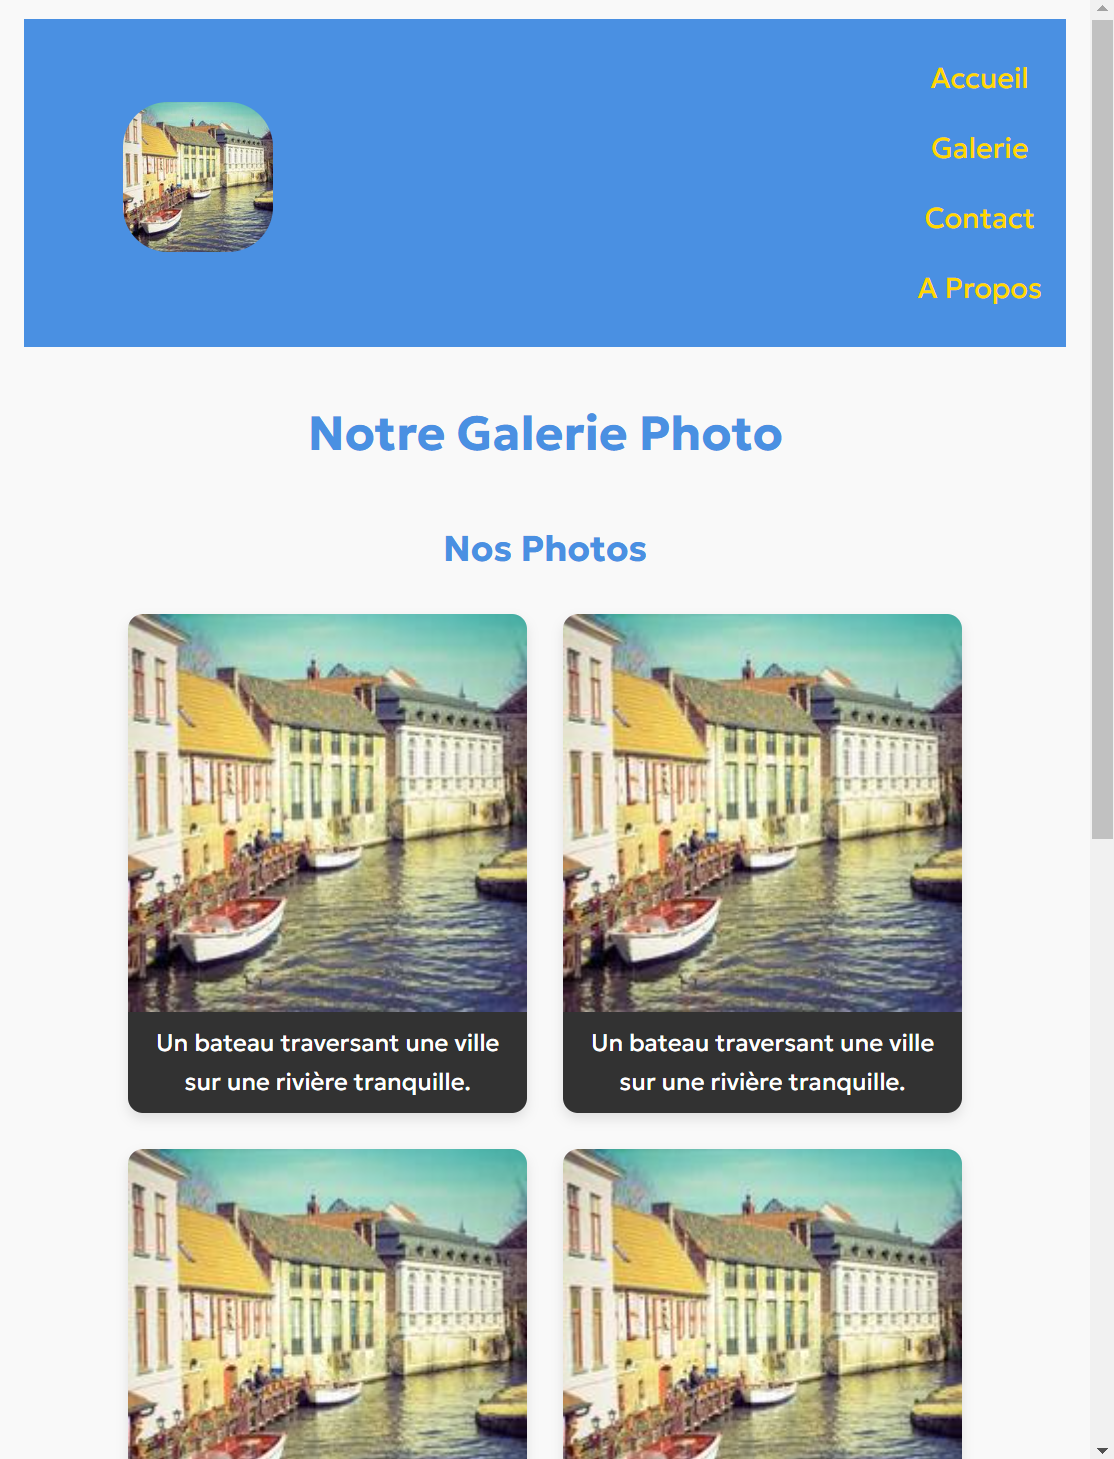 Accueil
Galerie
Contact
A Propos
Notre Galerie Photo
Nos Photos
Un bateau traversant une ville
sur une rivière tranquille.
Un bateau traversant une ville
sur une rivière tranquille.